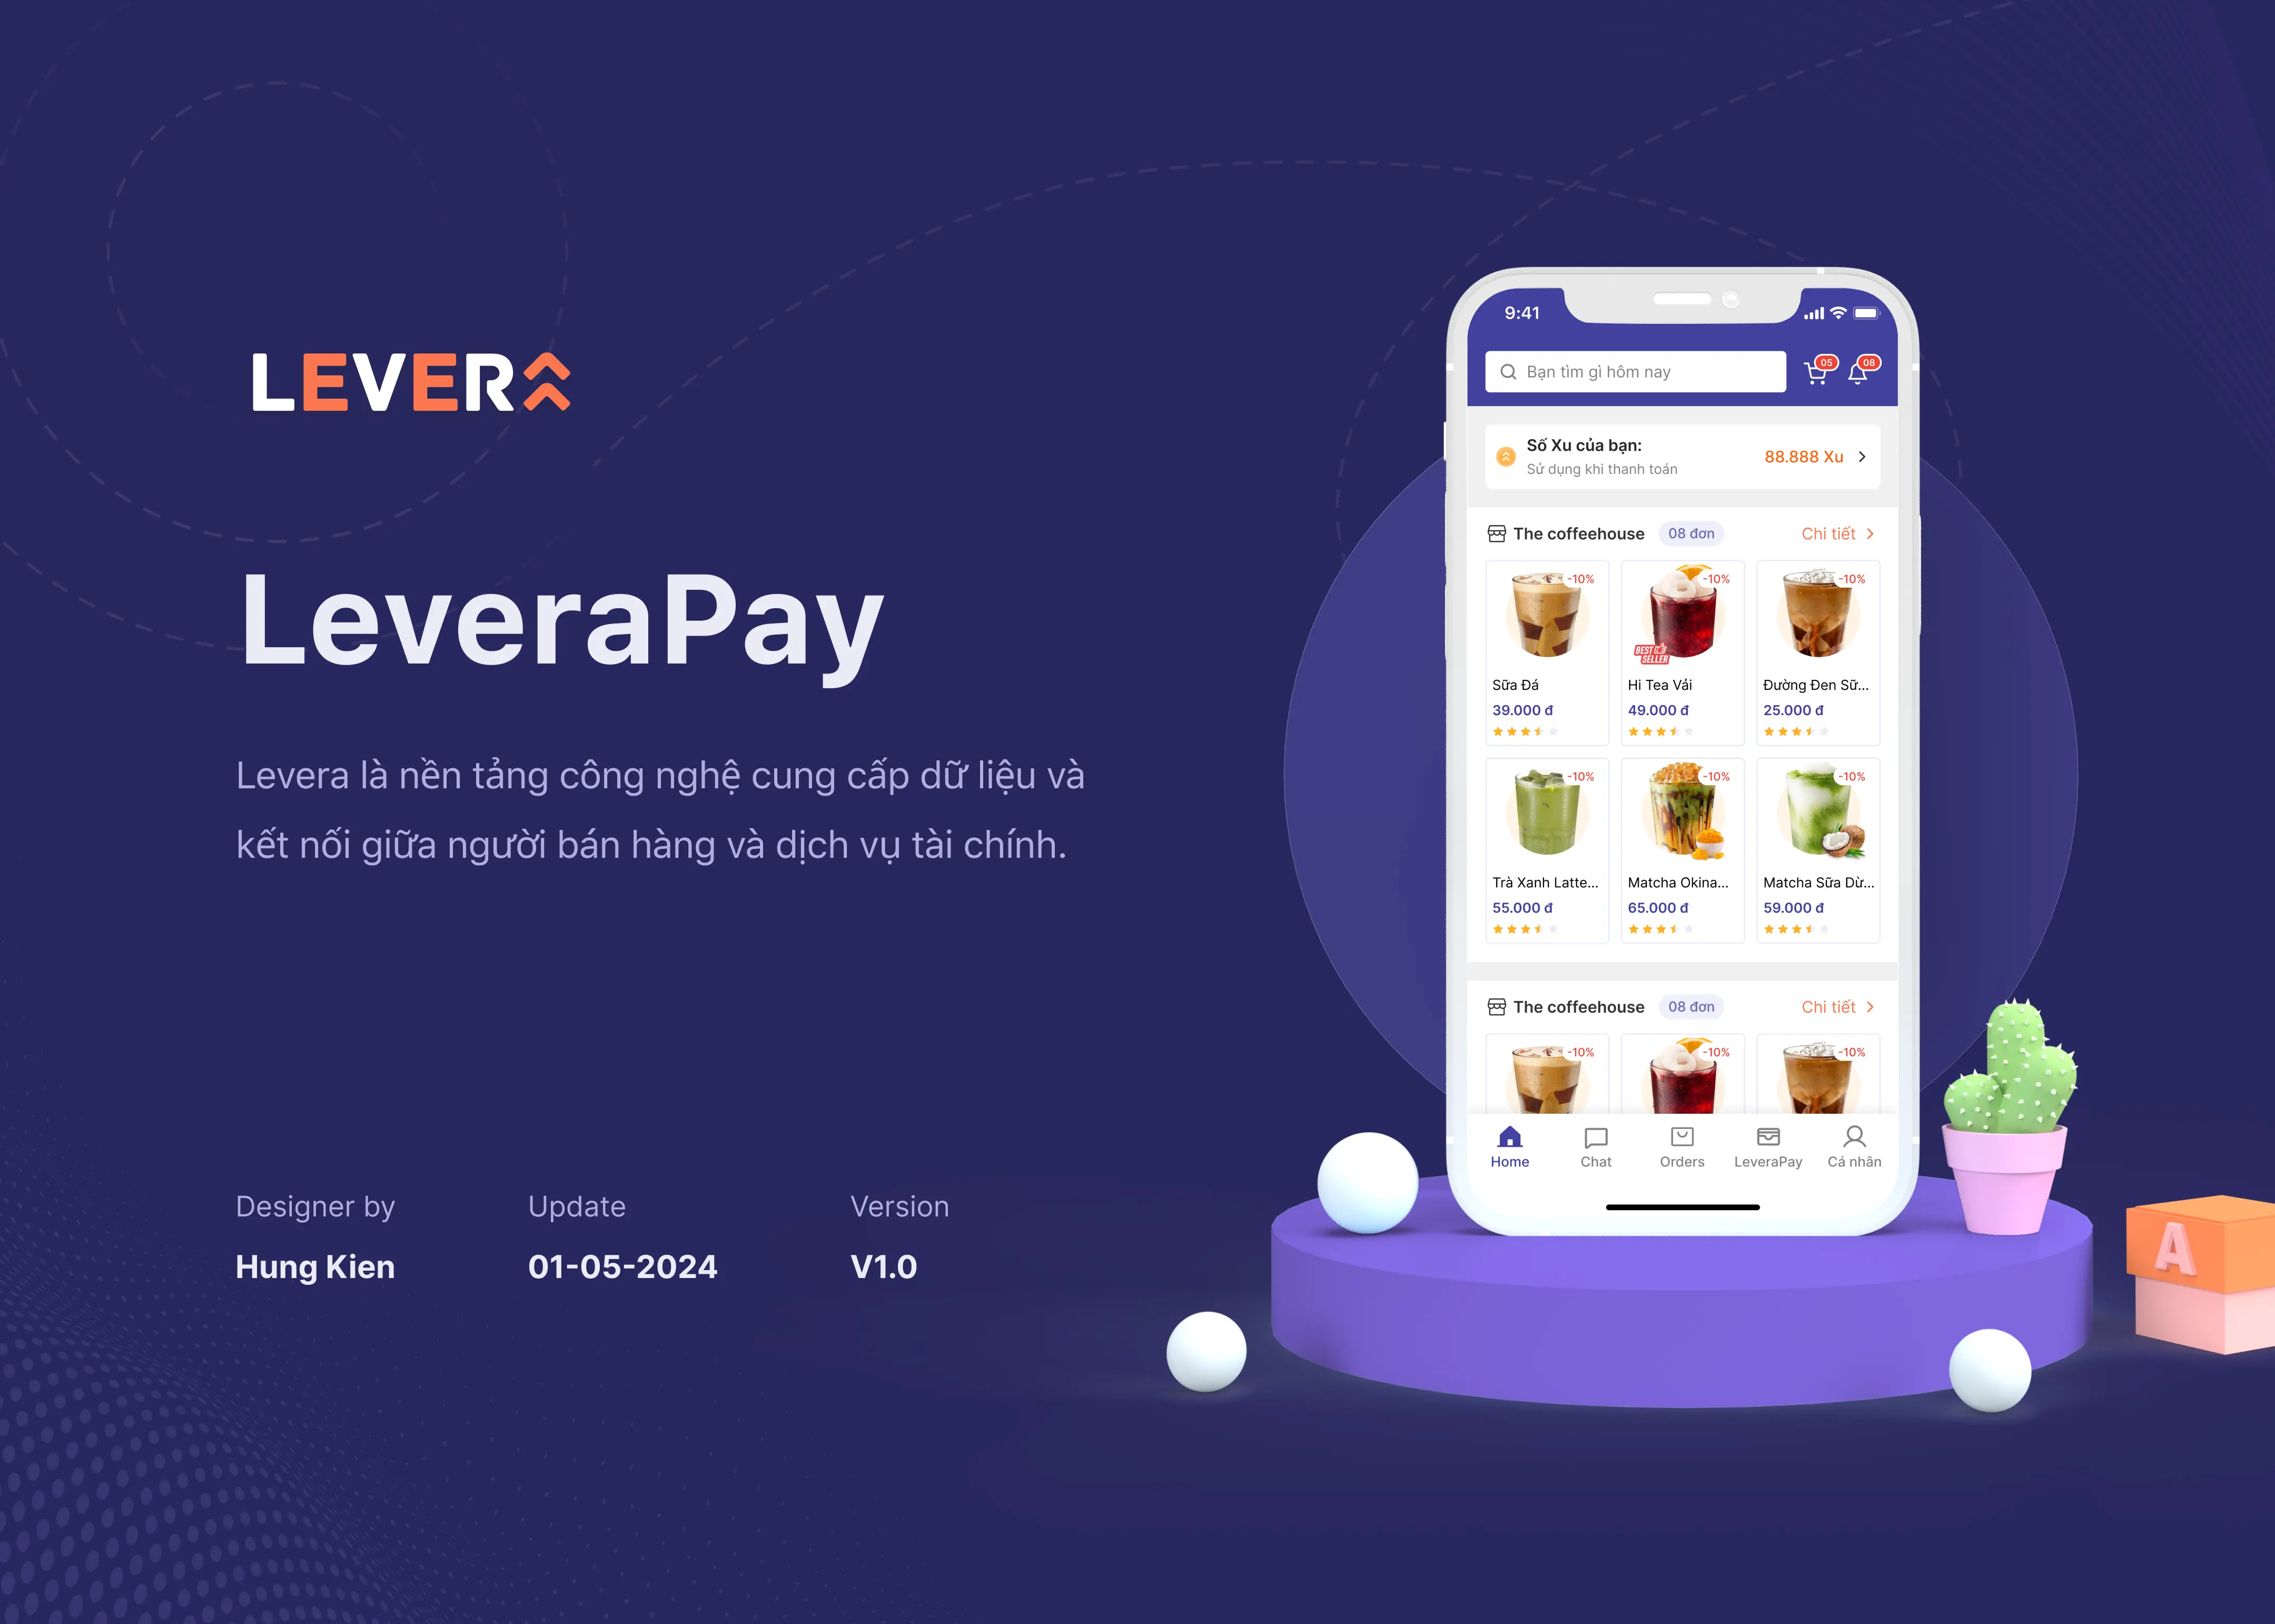 LEVERA
LeveraPay
Levera là nền tảng công nghệ cung cấp dữ liệu và
kết nối giữa người bán hàng và dịch vụ tài chính.
Designer by
Hung Kien
Update
01-05-2024
Version
V1.0
9:41
Bạn tìm gì hôm nay
05
08
Số Xu của bạn:
Sử dụng khi thanh toán
88.888 Xu
The coffeehouse
08 đơn
Chi tiết
-10%
Sữa Đá
39.000 đ
-10%
BEST
SELLER
Hi Tea Vải
49.000 đ
-10%
Đường Đen Sữ...
25.000 đ
-10%
Trà Xanh Latte...
55.000 đ
-10%
Matcha Okina...
65.000 đ
-10%
Matcha Sữa Dừ...
59.000 đ
The coffeehouse
08 đơn
Chi tiết
-10%
-10%
-10%
Home
Chat
Orders
LeveraPay
Cá nhân
A